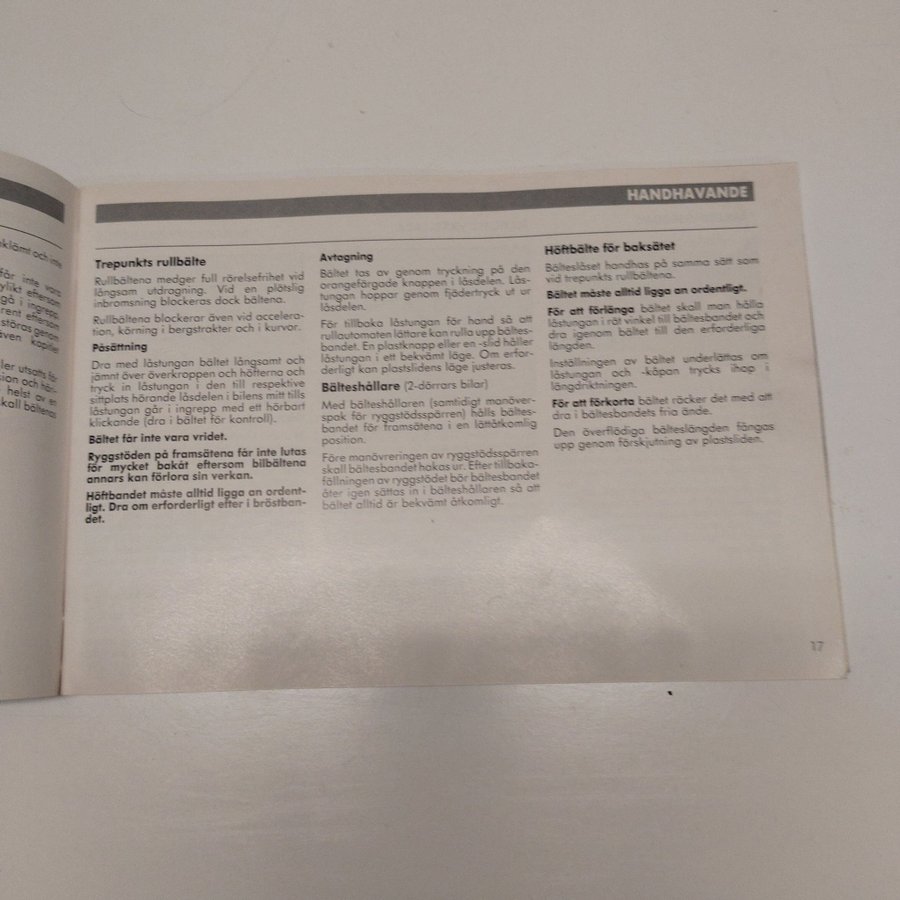 HANDHAVANDE
Trepunkts rullbälte
Rullbältena medger full rörelsefrihet vid
långsam utdragning. Vid en plötslig
inbromsning blockeras dock bältena.
Rullbältena blockerar även vid accelera-
tion, körning i bergstrakter och i kurvor.
Påsättning
Dra med låstungan bältet långsamt och
jämnt över överkroppen och höfterna och
tryck in låstungan i den till respektive
sittplats hörande låsdelen i bilens mitt tills
låstungan går i ingrepp med ett hörbart
klickande (dra i bältet för kontroll).
Bältet får inte vara vridet.
Ryggstöden på framsätena får inte lutas
för mycket bakåt eftersom bilbältena
annars kan förlora sin verkan.
Höftbandet måste alltid ligga an ordent-
ligt. Dra om erforderligt efter i bröstban-
det.
Avtagning
Bältet tas av genom tryckning på den
orangefärgade knappen i låsdelen. Lås-
tungan hoppar genom fjädertryck ut ur
låsdelen.
För tillbaka låstungan för hand så att
rullautomaten lättare kan rulla upp bältes-
bandet. En plastknapp eller en -slid håller
låstungan i ett bekvämt läge. Om erfor-
derligt kan plastslidens läge justeras.
Bälteshållare (2-dörrars bilar)
Med bälteshållaren (samtidigt manöver-
spak för ryggstödsspärren) hålls bältes-
bandet för framsätena i en lättåtkomlig
position.
Före manövreringen av ryggstödsspärren
skall bältesbandet hakas ur. Efter tillbaka-
fällningen av ryggstödet bör bältesbandet
åter igen sättas in i bälteshållaren så att
bältet alltid är bekvämt åtkomligt.
Höftbälte för baksätet
Bälteslåset handhas på samma sätt som
vid trepunkts rullbältena.
Bältet måste alltid ligga an ordentligt.
För att förlänga bältet skall man hålla
låstungan i rät vinkel till bältesbandet och
dra igenom bältet till den erforderliga
längden.
Inställningen av bältet underlättas om
låstungan och -kåpan trycks ihop i
längdriktningen.
För att förkorta bältet räcker det med att
dra i bältesbandets fria ände.
Den överflödiga bälteslängden fångas
upp genom förskjutning av plastsliden.
17